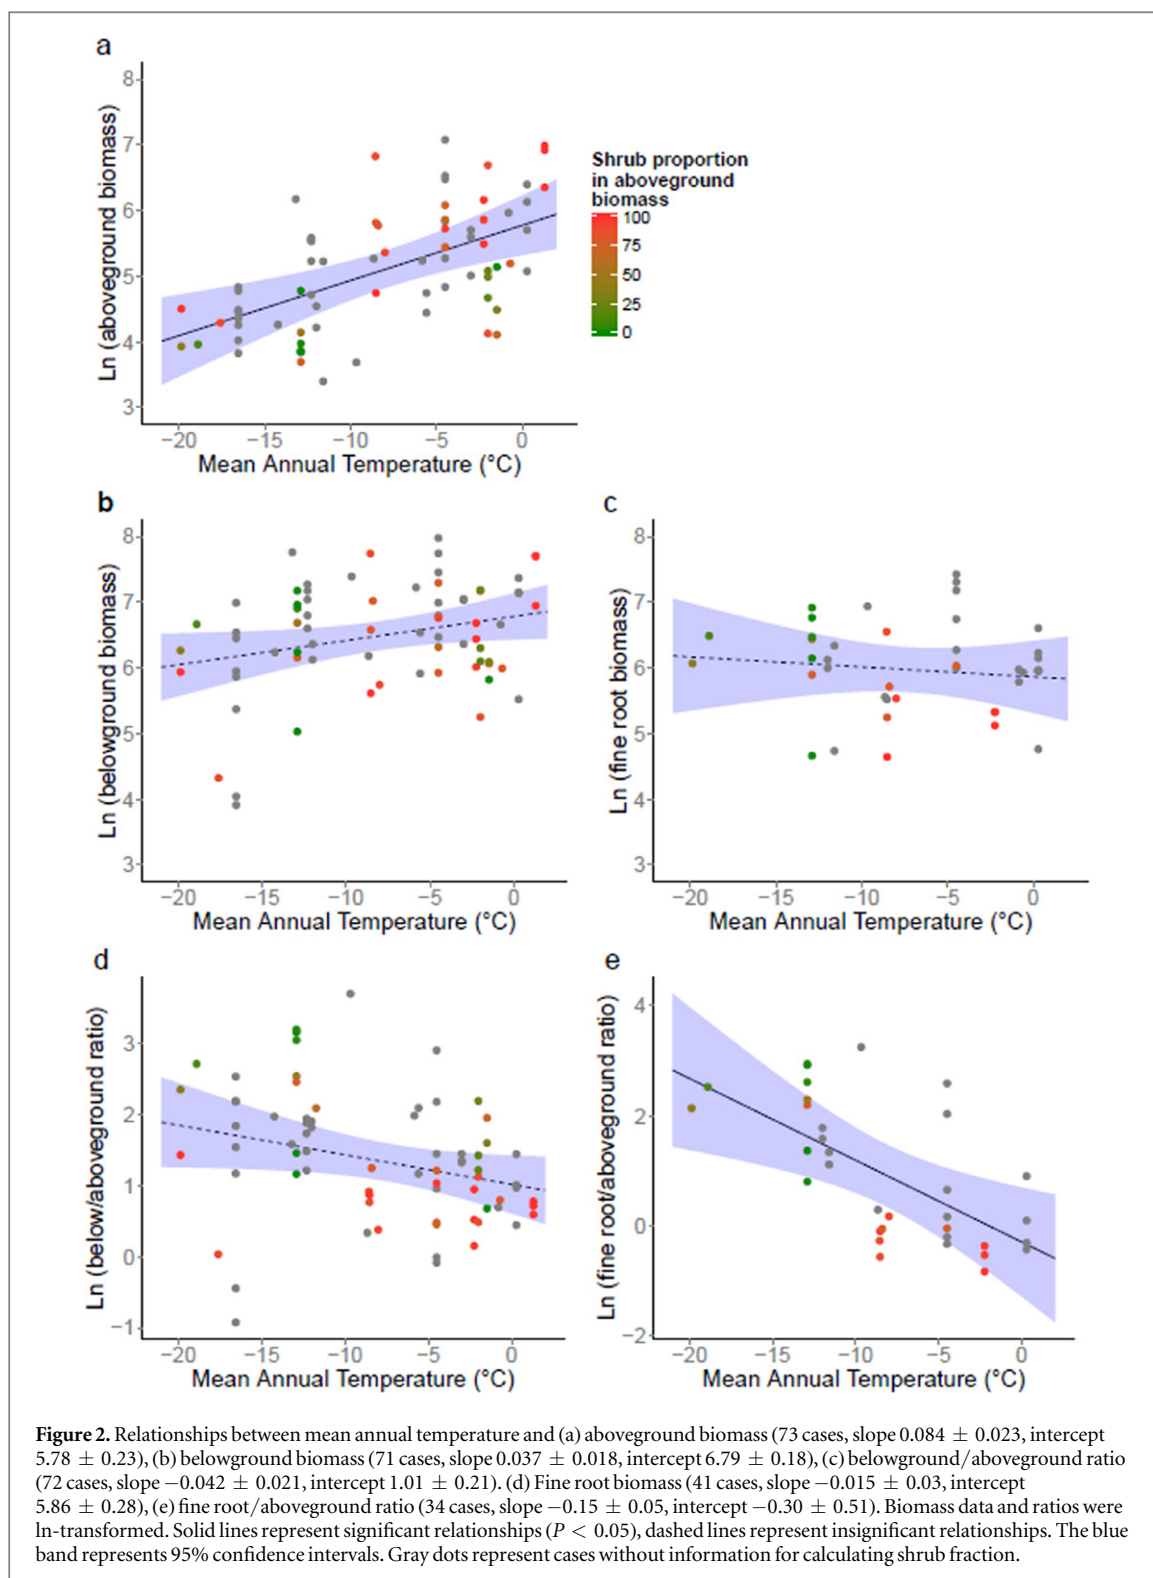 a
Ln (aboveground biomass)
8
7
6
5
4
3
−20 −15 −10 −5 0
Mean Annual Temperature (°C)
Shrub proportion
in aboveground
biomass
100
75
50
25
0
b
Ln (belowground biomass)
8
7
6
5
4
3
−20 −15 −10 −5 0
Mean Annual Temperature (°C)
c
Ln (fine root biomass)
8
7
6
5
4
3
−20 −15 −10 −5 0
Mean Annual Temperature (°C)
d
Ln (below/aboveground ratio)
3
2
1
0
−1
−20 −15 −10 −5 0
Mean Annual Temperature (°C)
e
Ln (fine root/aboveground ratio)
4
2
0
−2
−20 −15 −10 −5 0
Mean Annual Temperature (°C)
Figure 2. Relationships between mean annual temperature and (a) aboveground biomass (73 cases, slope 0.084 ± 0.023, intercept
5.78 ± 0.23), (b) belowground biomass (71 cases, slope 0.037 ± 0.018, intercept 6.79 ± 0.18), (c) belowground/aboveground ratio
(72 cases, slope −0.042 ± 0.021, intercept 1.01 ± 0.21). (d) Fine root biomass (41 cases, slope −0.015 ± 0.03, intercept
5.86 ± 0.28), (e) fine root/aboveground ratio (34 cases, slope −0.15 ± 0.05, intercept −0.30 ± 0.51). Biomass data and ratios were
ln-transformed. Solid lines represent significant relationships (P < 0.05), dashed lines represent insignificant relationships. The blue
band represents 95% confidence intervals. Gray dots represent cases without information for calculating shrub fraction.